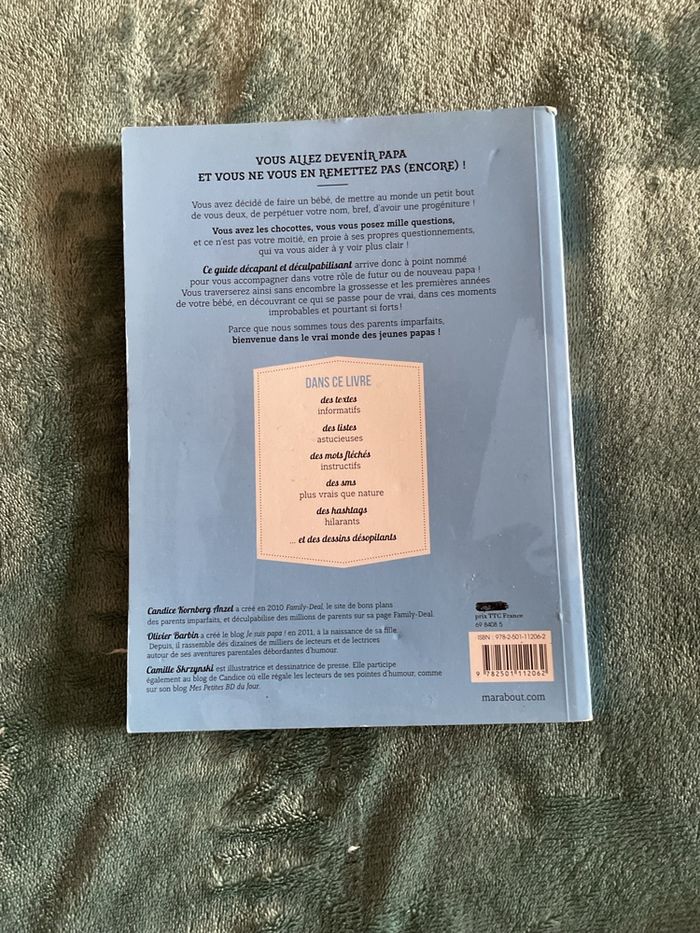 VOUS ALLEZ DEVENIR PAPA
ET VOUS NE VOUS EN REMETTEZ PAS (ENCORE) !
Vous avez décidé de faire un bébé, de mettre au monde un petit bout
de vous deux, de perpétuer votre nom, bref, d'avoir une progéniture !
Vous avez les chocottes, vous vous posez mille questions,
et ce n'est pas votre moitié, en proie à ses propres questionnements,
qui va vous aider à y voir plus clair !
Ce guide décapant et déculpabilisant arrive donc à point nommé
pour vous accompagner dans votre rôle de futur ou de nouveau papa !
Vous traverserez ainsi sans encombre la grossesse et les premières années
de votre bébé, en découvrant ce qui se passe pour de vrai, dans ces moments
improbables et pourtant si forts !
Parce que nous sommes tous des parents imparfaits,
bienvenue dans le vrai monde des jeunes papas !
DANS CE LIVRE
des textes
informatifs
des listes
astucieuses
des mots fléchés
instructifs
des sms
plus vrais que nature
des hashtags
hilarants
... et des dessins désopilants
Candice Kornberg Anzel a créé en 2010 Family-Deal, le site de bons plans
des parents imparfaits, et déculpabilise des millions de parents sur sa page Family-Deal.
Olivier Barbin a créé le blog Je suis papa ! en 2011, à la naissance de sa fille.
Depuis, il rassemble des dizaines de milliers de lecteurs et de lectrices
autour de ses aventures parentales débordantes d'humour.
Camille Skrzynski est illustratrice et dessinatrice de presse. Elle participe
également au blog de Candice où elle régale les lecteurs de ses pointes d'humour, comme
sur son blog Mes Petites BD du Jour.
prix TTC France
69 8408 5
ISBN : 978-2-501-11206-2
9 782501 112062
marabout.com